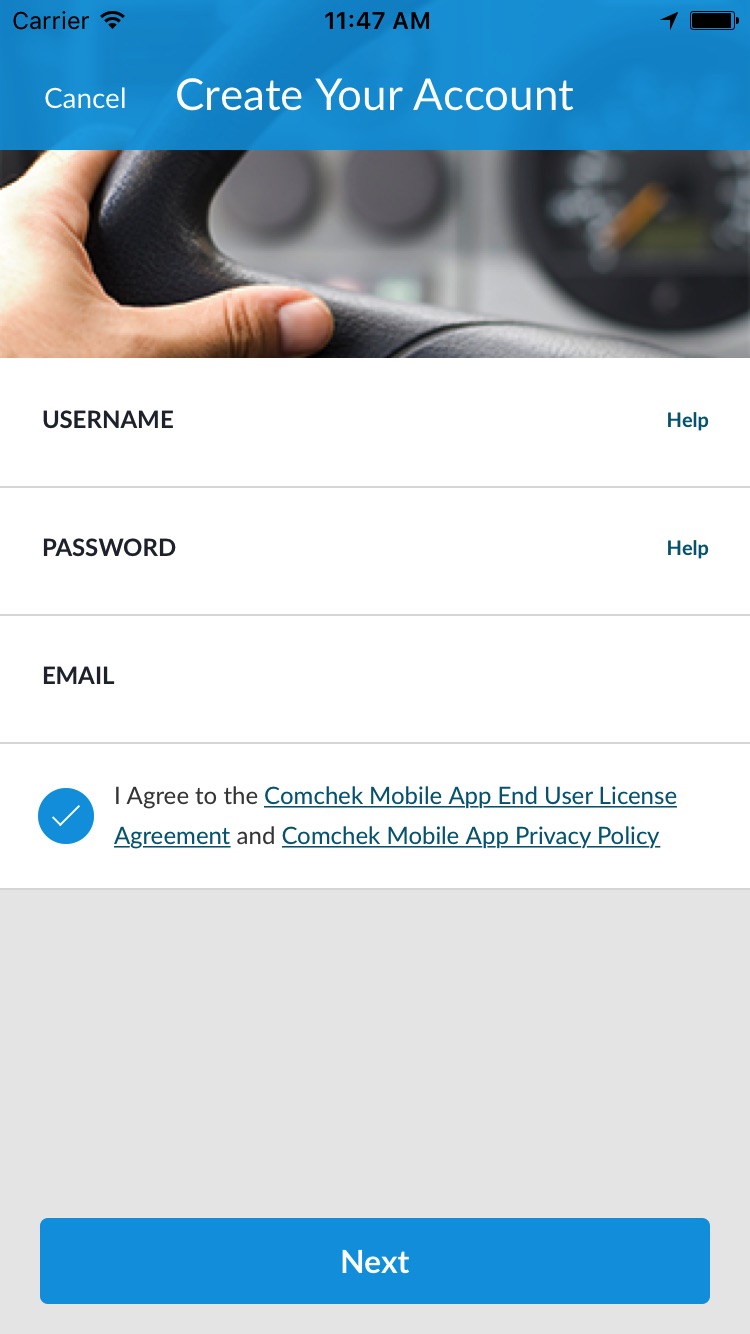 Carrier 11:47 AM
Cancel Create Your Account
USERNAME Help
PASSWORD Help
EMAIL
I Agree to the Comchek Mobile App End User License
Agreement and Comchek Mobile App Privacy Policy
Next